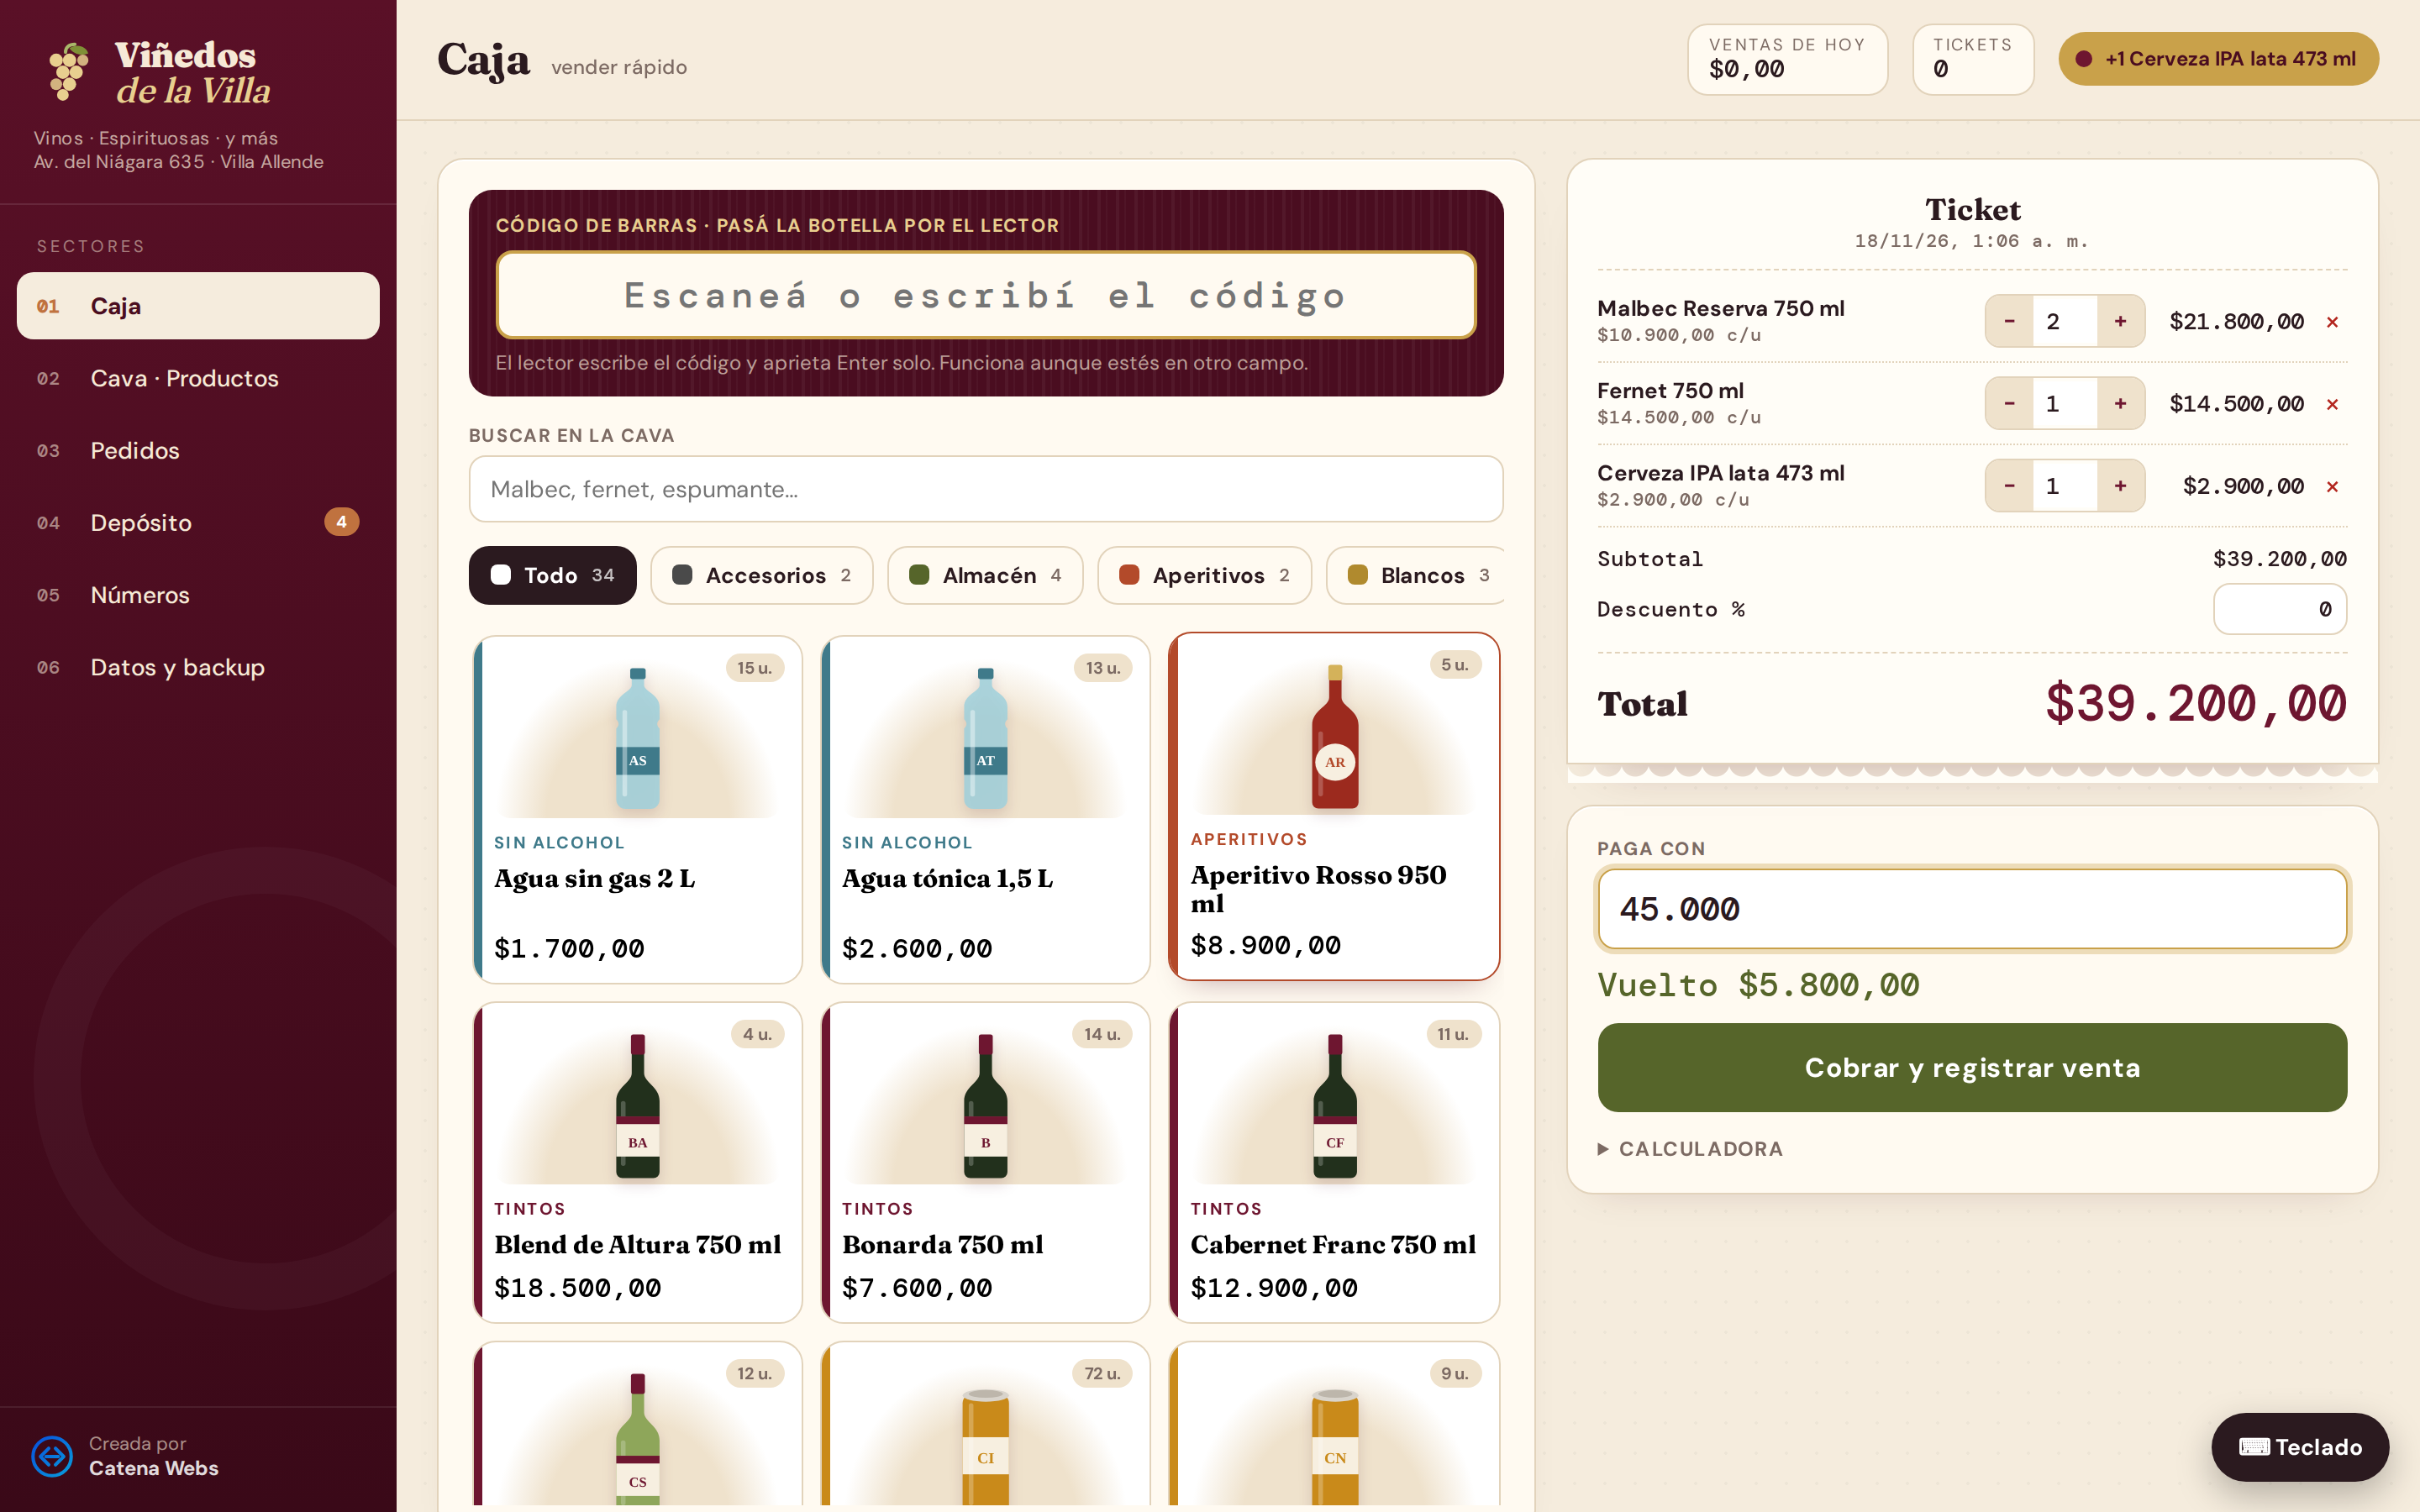 Viñedos
de la Villa
Vinos · Espirituosas · y más
Av. del Niágara 635 · Villa Allende
SECTORES
01 Caja
02 Cava · Productos
03 Pedidos
04 Depósito 4
05 Números
06 Datos y backup
Creada por
Catena Webs
Caja vender rápido
VENTAS DE HOY
$0,00
TICKETS
0
+1 Cerveza IPA lata 473 ml
CÓDIGO DE BARRAS · PASÁ LA BOTELLA POR EL LECTOR
Escaneá o escribí el código
El lector escribe el código y aprieta Enter solo. Funciona aunque estés en otro campo.
BUSCAR EN LA CAVA
Malbec, fernet, espumante...
Todo 34 Accesorios 2 Almacén 4 Aperitivos 2 Blancos 3
15 u.
AS
SIN ALCOHOL
Agua sin gas 2 L
$1.700,00
13 u.
AT
SIN ALCOHOL
Agua tónica 1,5 L
$2.600,00
5 u.
AR
APERITIVOS
Aperitivo Rosso 950
ml
$8.900,00
4 u.
BA
TINTOS
Blend de Altura 750 ml
$18.500,00
14 u.
B
TINTOS
Bonarda 750 ml
$7.600,00
11 u.
CF
TINTOS
Cabernet Franc 750 ml
$12.900,00
12 u.
CS
72 u.
CI
9 u.
CN
Ticket
18/11/26, 1:06 a. m.
Malbec Reserva 750 ml
$10.900,00 c/u
− 2 + $21.800,00 ×
Fernet 750 ml
$14.500,00 c/u
− 1 + $14.500,00 ×
Cerveza IPA lata 473 ml
$2.900,00 c/u
− 1 + $2.900,00 ×
Subtotal $39.200,00
Descuento % 0
Total $39.200,00
PAGA CON
45.000
Vuelto $5.800,00
Cobrar y registrar venta
CALCULADORA
Teclado